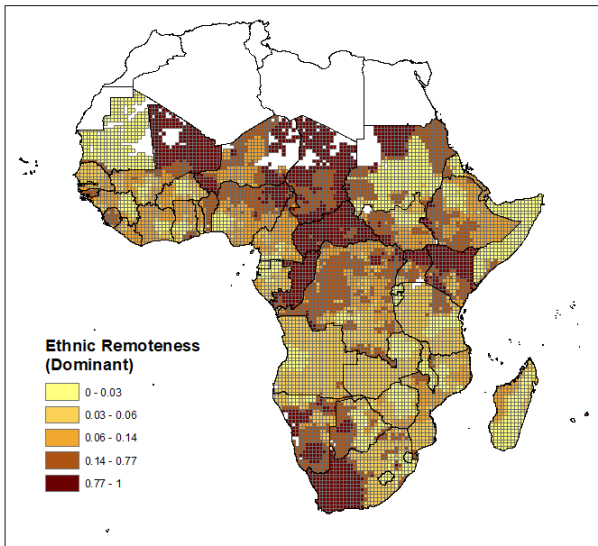 Ethnic Remoteness
(Dominant)
0 - 0.03
0.03 - 0.06
0.06 - 0.14
0.14 - 0.77
0.77 - 1